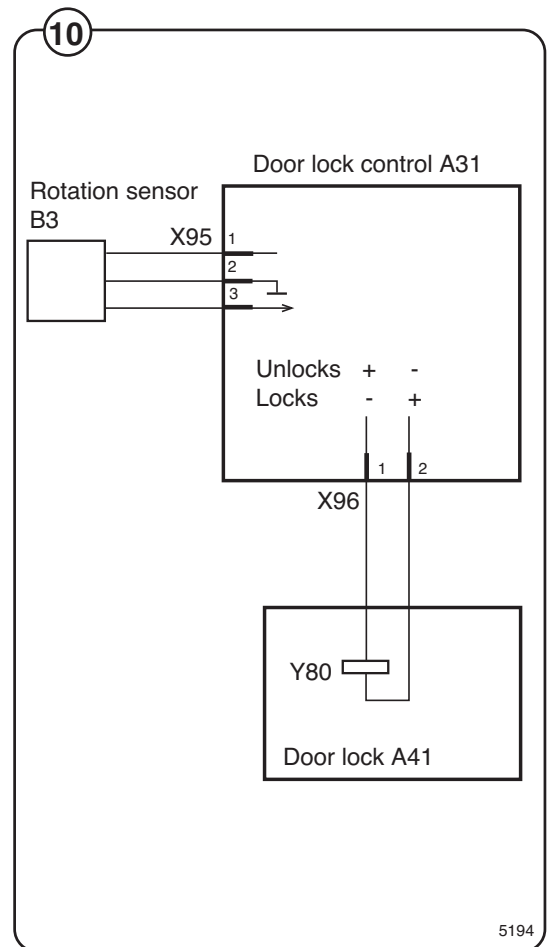 10
Door lock control A31
Rotation sensor
B3
X95
1
2
3
Unlocks + -
Locks - +
1 2
X96
Y80
Door lock A41
5194